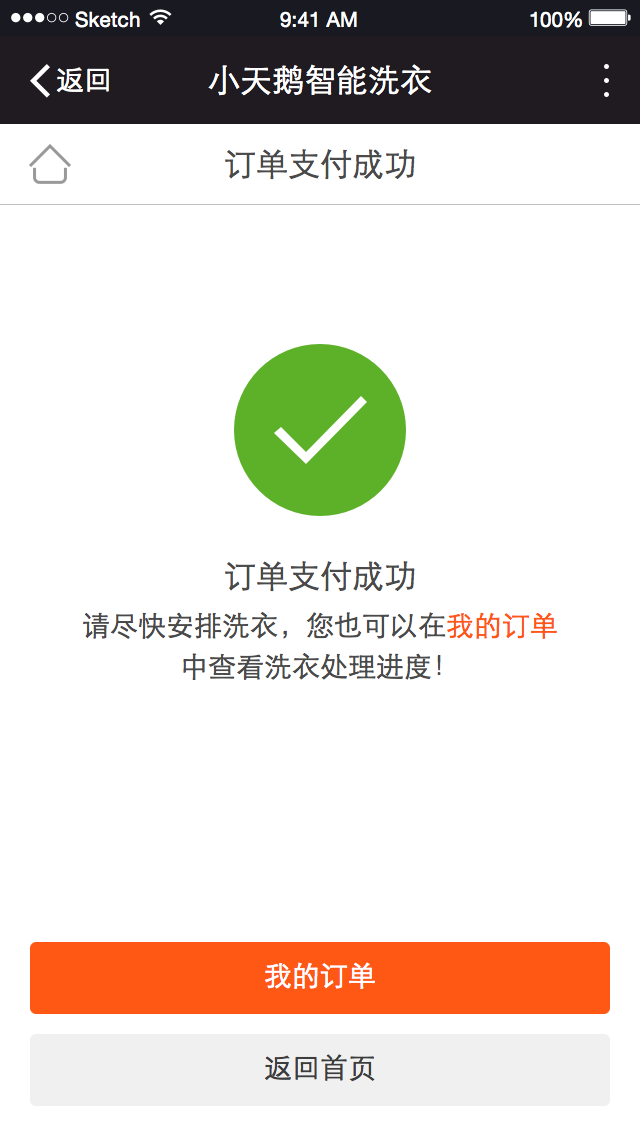 Sketch 9:41 AM 100%
返回 小天鹅智能洗衣
订单支付成功
订单支付成功
请尽快安排洗衣，您也可以在我的订单
中查看洗衣处理进度！
我的订单
返回首页